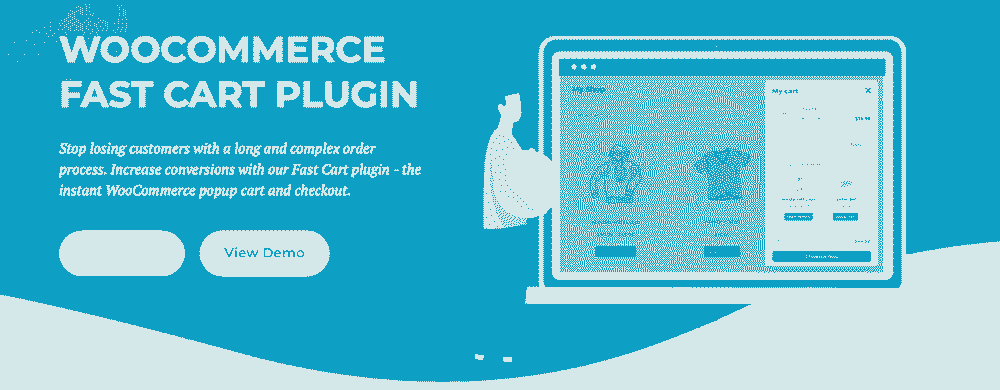 WOOCOMMERCE
FAST CART PLUGIN
Stop losing customers with a long and complex order
process. Increase conversions with our Fast Cart plugin - the
instant WooCommerce popup cart and checkout.
View Demo
My cart